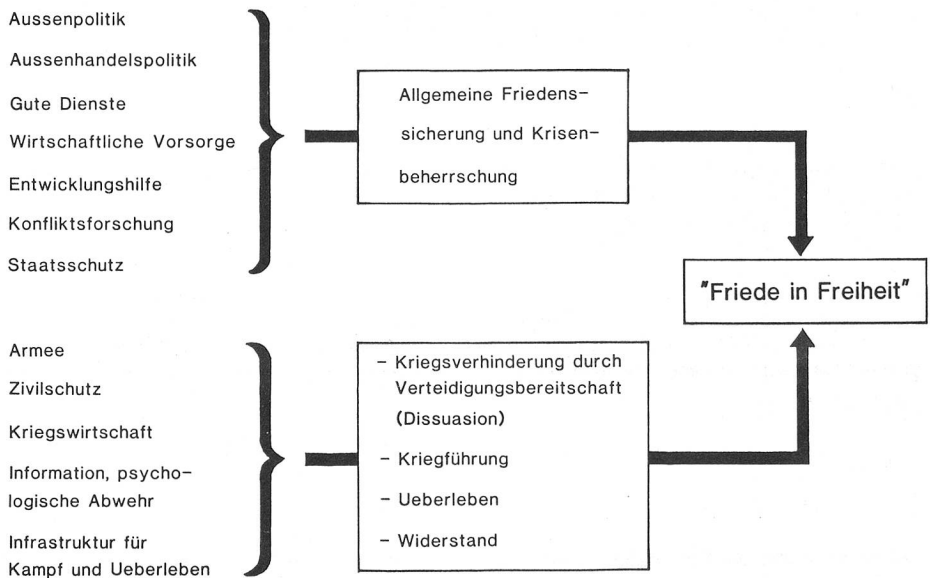 Aussenpolitik
Aussenhandelspolitik
Gute Dienste
Wirtschaftliche Vorsorge
Entwicklungshilfe
Konfliktsforschung
Staatsschutz
Allgemeine Friedens-
sicherung und Krisen-
beherrschung
"Friede in Freiheit"
Armee
Zivilschutz
Kriegswirtschaft
Information, psycho-
logische Abwehr
Infrastruktur für
Kampf und Ueberleben
- Kriegsverhinderung durch
Verteidigungsbereitschaft
(Dissuasion)
- Kriegführung
- Ueberleben
- Widerstand